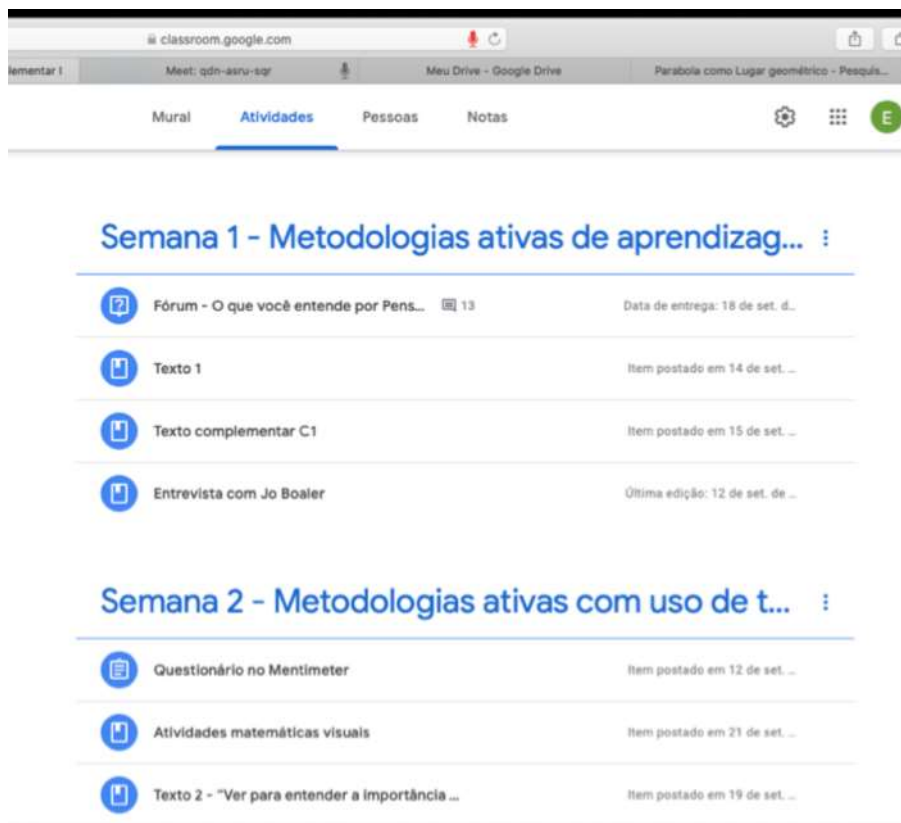 classroom.google.com
lementar I Meet: qdn-asru-sqr Meu Drive - Google Drive Parabola como Lugar geométrico - Pesquis...
Mural Atividades Pessoas Notas E
Semana 1 - Metodologias ativas de aprendizag...
Fórum - O que você entende por Pens... 13 Data de entrega: 18 de set. d...
Texto 1 Item postado em 14 de set. ...
Texto complementar C1 Item postado em 15 de set. ...
Entrevista com Jo Boaler Última edição: 12 de set. de ...
Semana 2 - Metodologias ativas com uso de t...
Questionário no Mentimeter Item postado em 12 de set. ...
Atividades matemáticas visuais Item postado em 21 de set. ...
Texto 2 - "Ver para entender a importância ... Item postado em 19 de set. ...